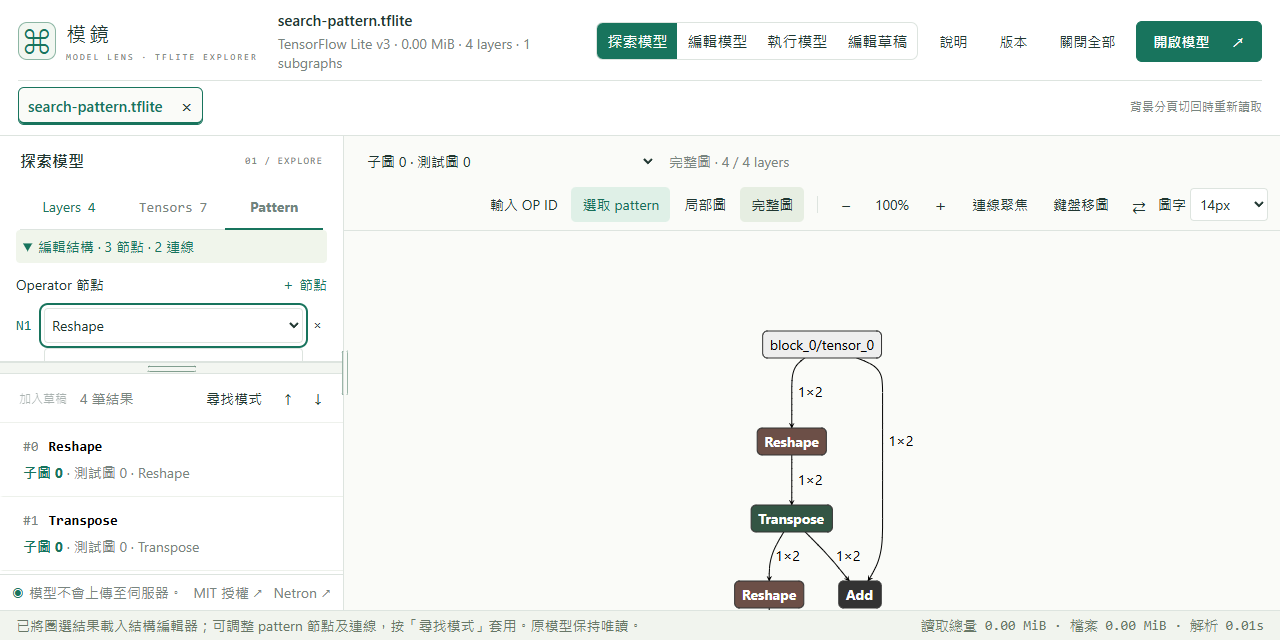 模鏡
MODEL LENS · TFLITE EXPLORER
search-pattern.tflite
TensorFlow Lite v3 · 0.00 MiB · 4 layers · 1
subgraphs
探索模型 編輯模型 執行模型 編輯草稿 說明 版本 關閉全部 開啟模型 ↗
search-pattern.tflite ×
背景分頁切回時重新讀取
探索模型
01 / EXPLORE
Layers 4 Tensors 7 Pattern
▼ 編輯結構 · 3 節點 · 2 連線
Operator 節點 + 節點
N1 Reshape ×
加入草稿 4 筆結果 尋找模式 ↑ ↓
#0 Reshape
子圖 0 · 測試圖 0 · Reshape
#1 Transpose
子圖 0 · 測試圖 0 · Transpose
模型不會上傳至伺服器。 MIT 授權 ↗ Netron ↗
子圖 0 · 測試圖 0 完整圖 · 4 / 4 layers
輸入 OP ID 選取 pattern 局部圖 完整圖 − 100% + 連線聚焦 鍵盤移圖 ⇄ 圖字 14px
block_0/tensor_0
1×2
Reshape
1×2
1×2
Transpose
1×2 1×2
Reshape Add
已將圈選結果載入結構編輯器；可調整 pattern 節點及連線，按「尋找模式」套用。原模型保持唯讀。
讀取總量 0.00 MiB · 檔案 0.00 MiB · 解析 0.01s